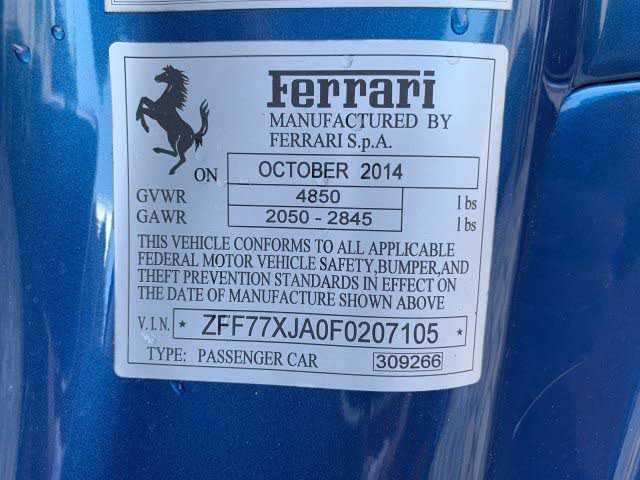 Ferrari
MANUFACTURED BY
FERRARI S.p.A.
ON OCTOBER 2014
GVWR 4850 lbs
GAWR 2050 - 2845 lbs
THIS VEHICLE CONFORMS TO ALL APPLICABLE
FEDERAL MOTOR VEHICLE SAFETY,BUMPER,AND
THEFT PREVENTION STANDARDS IN EFFECT ON
THE DATE OF MANUFACTURE SHOWN ABOVE
V.I.N. * ZFF77XJA0F0207105 *
TYPE: PASSENGER CAR 309266